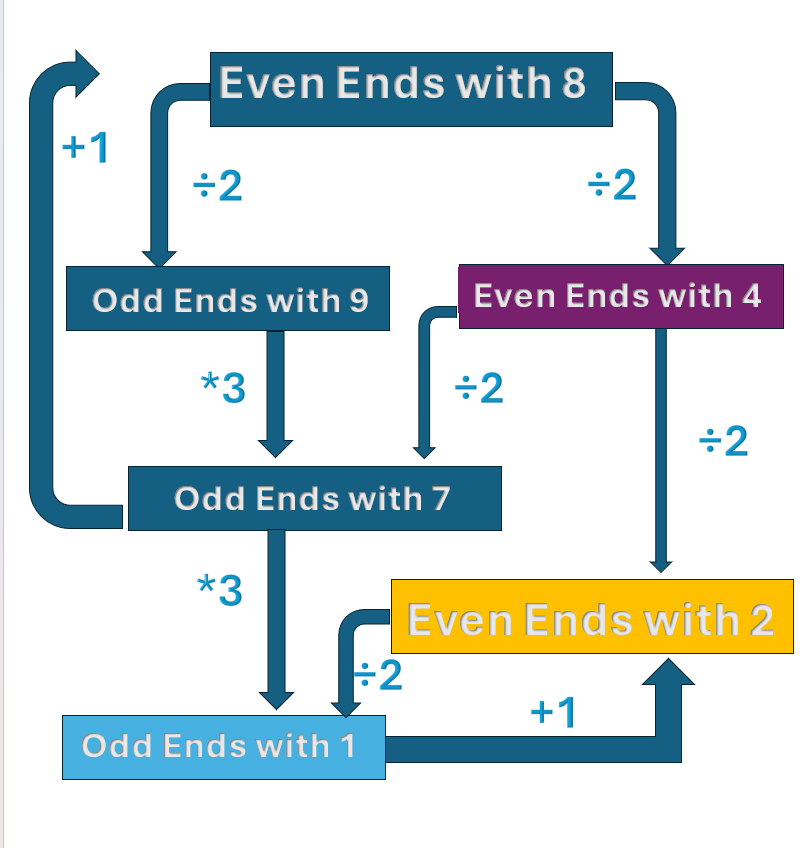 Even Ends with 8
+1
÷2
÷2
Odd Ends with 9
Even Ends with 4
*3
÷2
÷2
Odd Ends with 7
*3
Even Ends with 2
÷2
+1
Odd Ends with 1